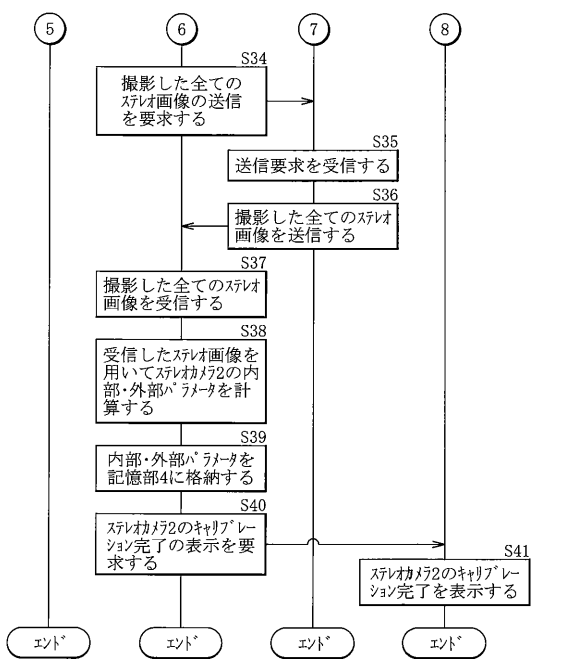 5
6
7
8
S34
撮影した全ての
ｽﾃﾚｵ画像の送信
を要求する
S35
送信要求を受信する
S36
撮影した全てのｽﾃﾚｵ
画像を送信する
S37
撮影した全てのｽﾃﾚｵ
画像を受信する
S38
受信したｽﾃﾚｵ画像を
用いてｽﾃﾚｵｶﾒﾗ2の内
部・外部ﾊﾟﾗﾒｰﾀを計
算する
S39
内部・外部ﾊﾟﾗﾒｰﾀを
記憶部4に格納する
S40
ｽﾃﾚｵｶﾒﾗ2のｷｬﾘﾌﾞﾚｰ
ｼｮﾝ完了の表示を要
求する
S41
ｽﾃﾚｵｶﾒﾗ2のｷｬﾘﾌﾞﾚｰ
ｼｮﾝ完了を表示する
ｴﾝﾄﾞ
ｴﾝﾄﾞ
ｴﾝﾄﾞ
ｴﾝﾄﾞ